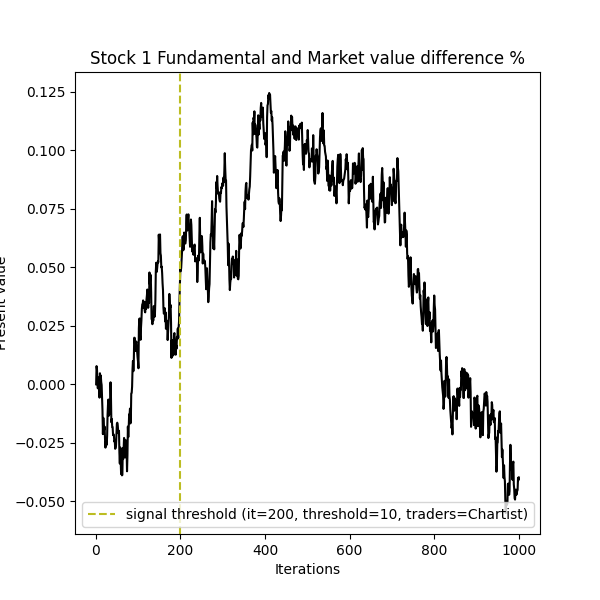 Stock 1 Fundamental and Market value difference %
0.125
0.100
0.075
0.050
0.025
0.000
−0.025
−0.050
Present value
signal threshold (it=200, threshold=10, traders=Chartist)
0 200 400 600 800 1000
Iterations